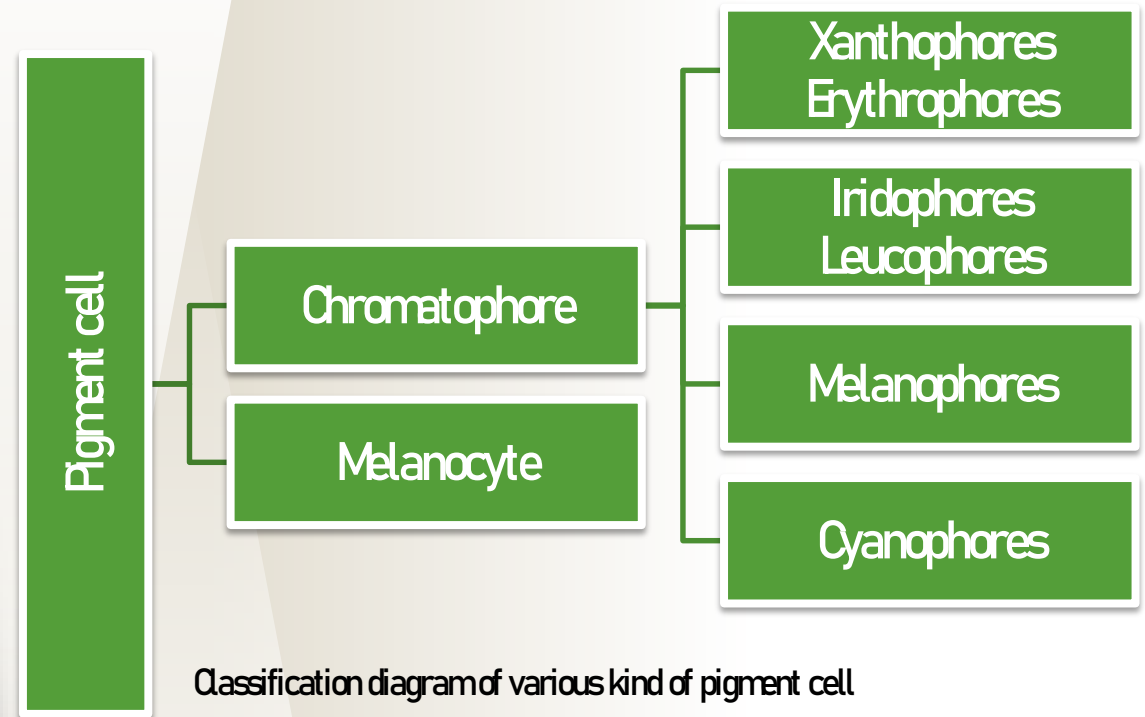 Pigment cell
Chromatophore
Melanocyte
Xanthophores
Erythrophores
Iridophores
Leucophores
Melanophores
Cyanophores
Classification diagram of various kind of pigment cell